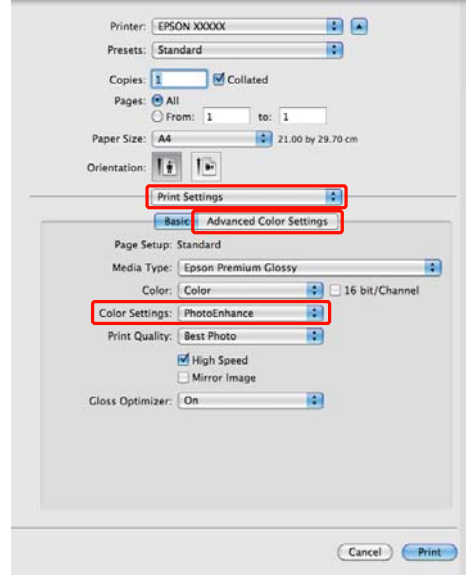 Printer: EPSON XXXXX
Presets: Standard
Copies: 1 Collated
Pages: All
From: 1 to: 1
Paper Size: A4 21.00 by 29.70 cm
Orientation:
Print Settings
Basic Advanced Color Settings
Page Setup: Standard
Media Type: Epson Premium Glossy
Color: Color 16 bit/Channel
Color Settings: PhotoEnhance
Print Quality: Best Photo
High Speed
Mirror Image
Gloss Optimizer: On
Cancel Print